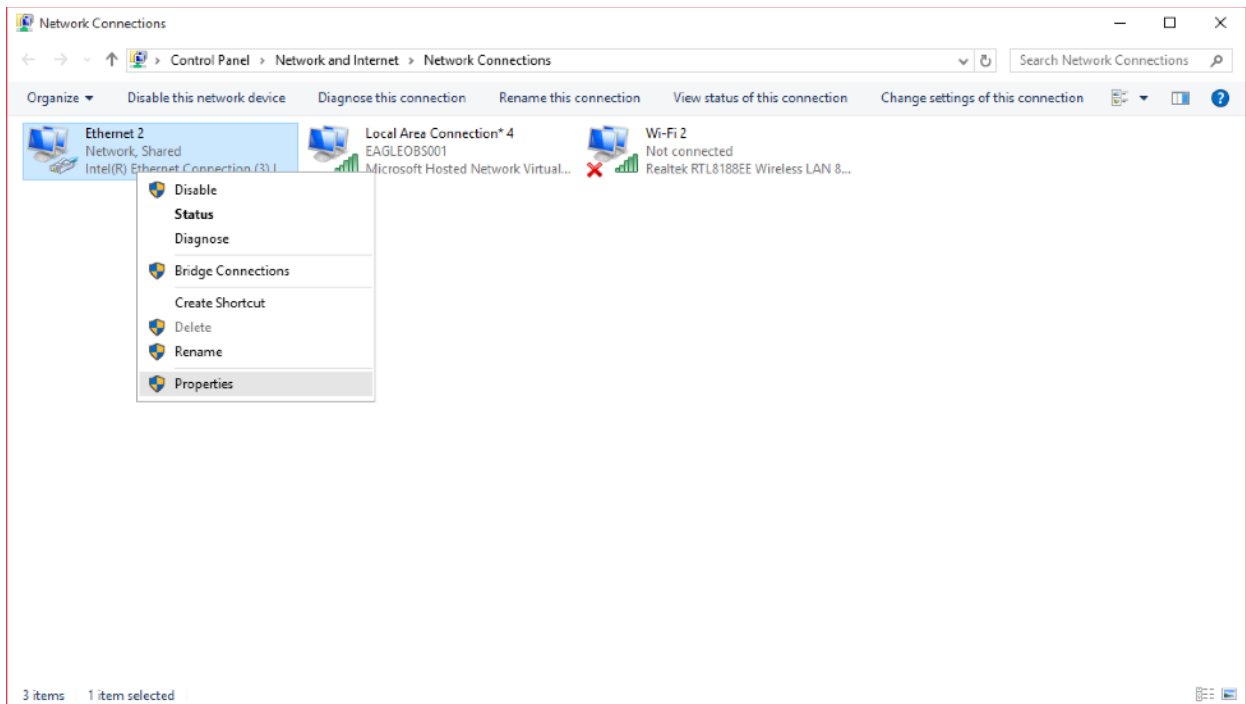 Network Connections
Control Panel > Network and Internet > Network Connections
Search Network Connections
Organize Disable this network device Diagnose this connection Rename this connection View status of this connection Change settings of this connection
Ethernet 2
Network, Shared
Intel(R) Ethernet Connection (3) I...
Local Area Connection* 4
EAGLEOBS001
Microsoft Hosted Network Virtual...
Wi-Fi 2
Not connected
Realtek RTL8188EE Wireless LAN 8...
Disable
Status
Diagnose
Bridge Connections
Create Shortcut
Delete
Rename
Properties
3 items 1 item selected